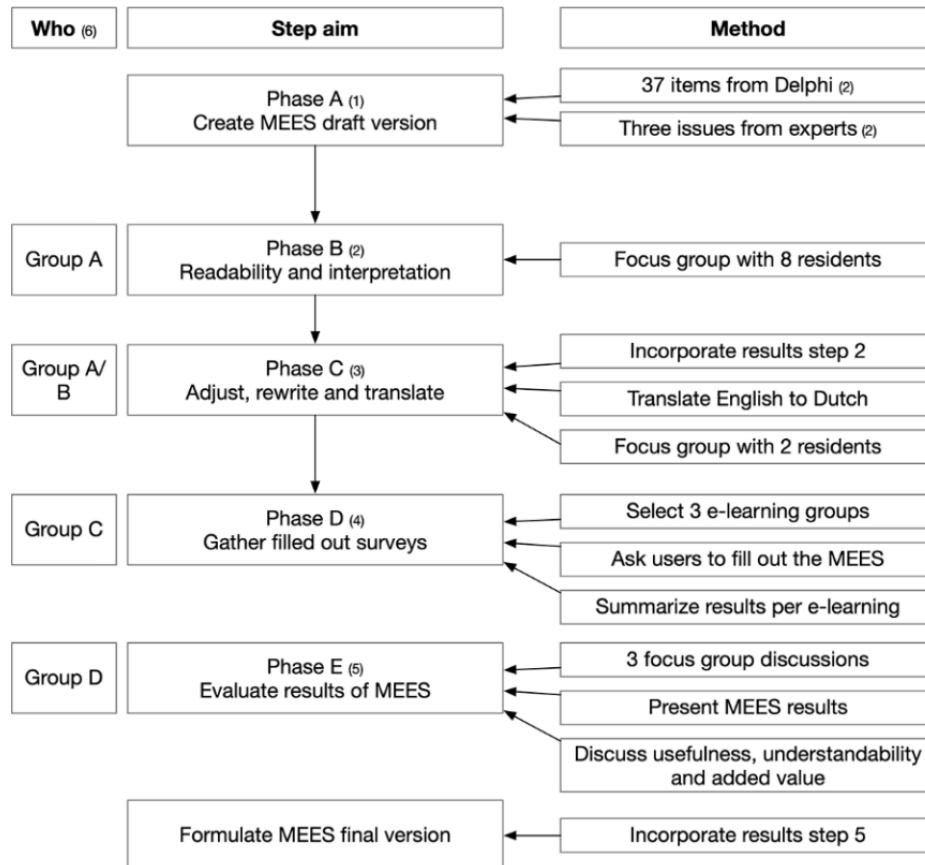 Who (6)
Step aim
Method
Phase A (1)
Create MEES draft version
37 items from Delphi (2)
Three issues from experts (2)
Group A
Phase B (2)
Readability and interpretation
Focus group with 8 residents
Group A/
B
Phase C (3)
Adjust, rewrite and translate
Incorporate results step 2
Translate English to Dutch
Focus group with 2 residents
Group C
Phase D (4)
Gather filled out surveys
Select 3 e-learning groups
Ask users to fill out the MEES
Summarize results per e-learning
Group D
Phase E (5)
Evaluate results of MEES
3 focus group discussions
Present MEES results
Discuss usefulness, understandability
and added value
Formulate MEES final version
Incorporate results step 5